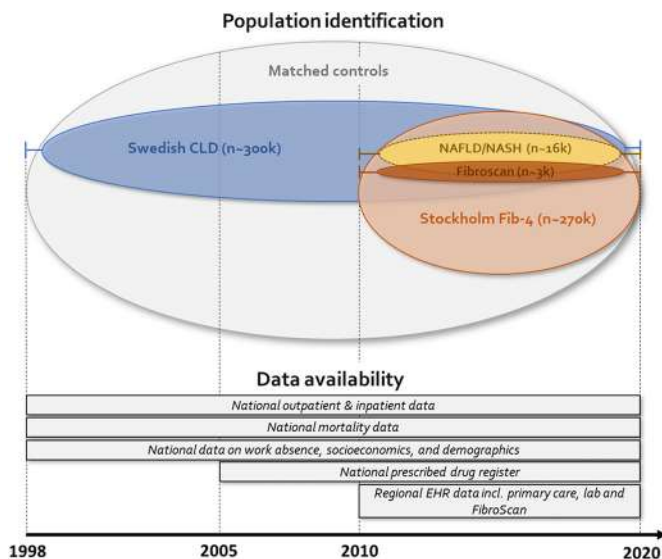 Population identification
Matched controls
Swedish CLD (n~300k)
NAFLD/NASH (n~16k)
Fibroscan (n~3k)
Stockholm Fib-4 (n~270k)
Data availability
National outpatient & inpatient data
National mortality data
National data on work absence, socioeconomics, and demographics
National prescribed drug register
Regional EHR data incl. primary care, lab and
FibroScan
1998 2005 2010 2020